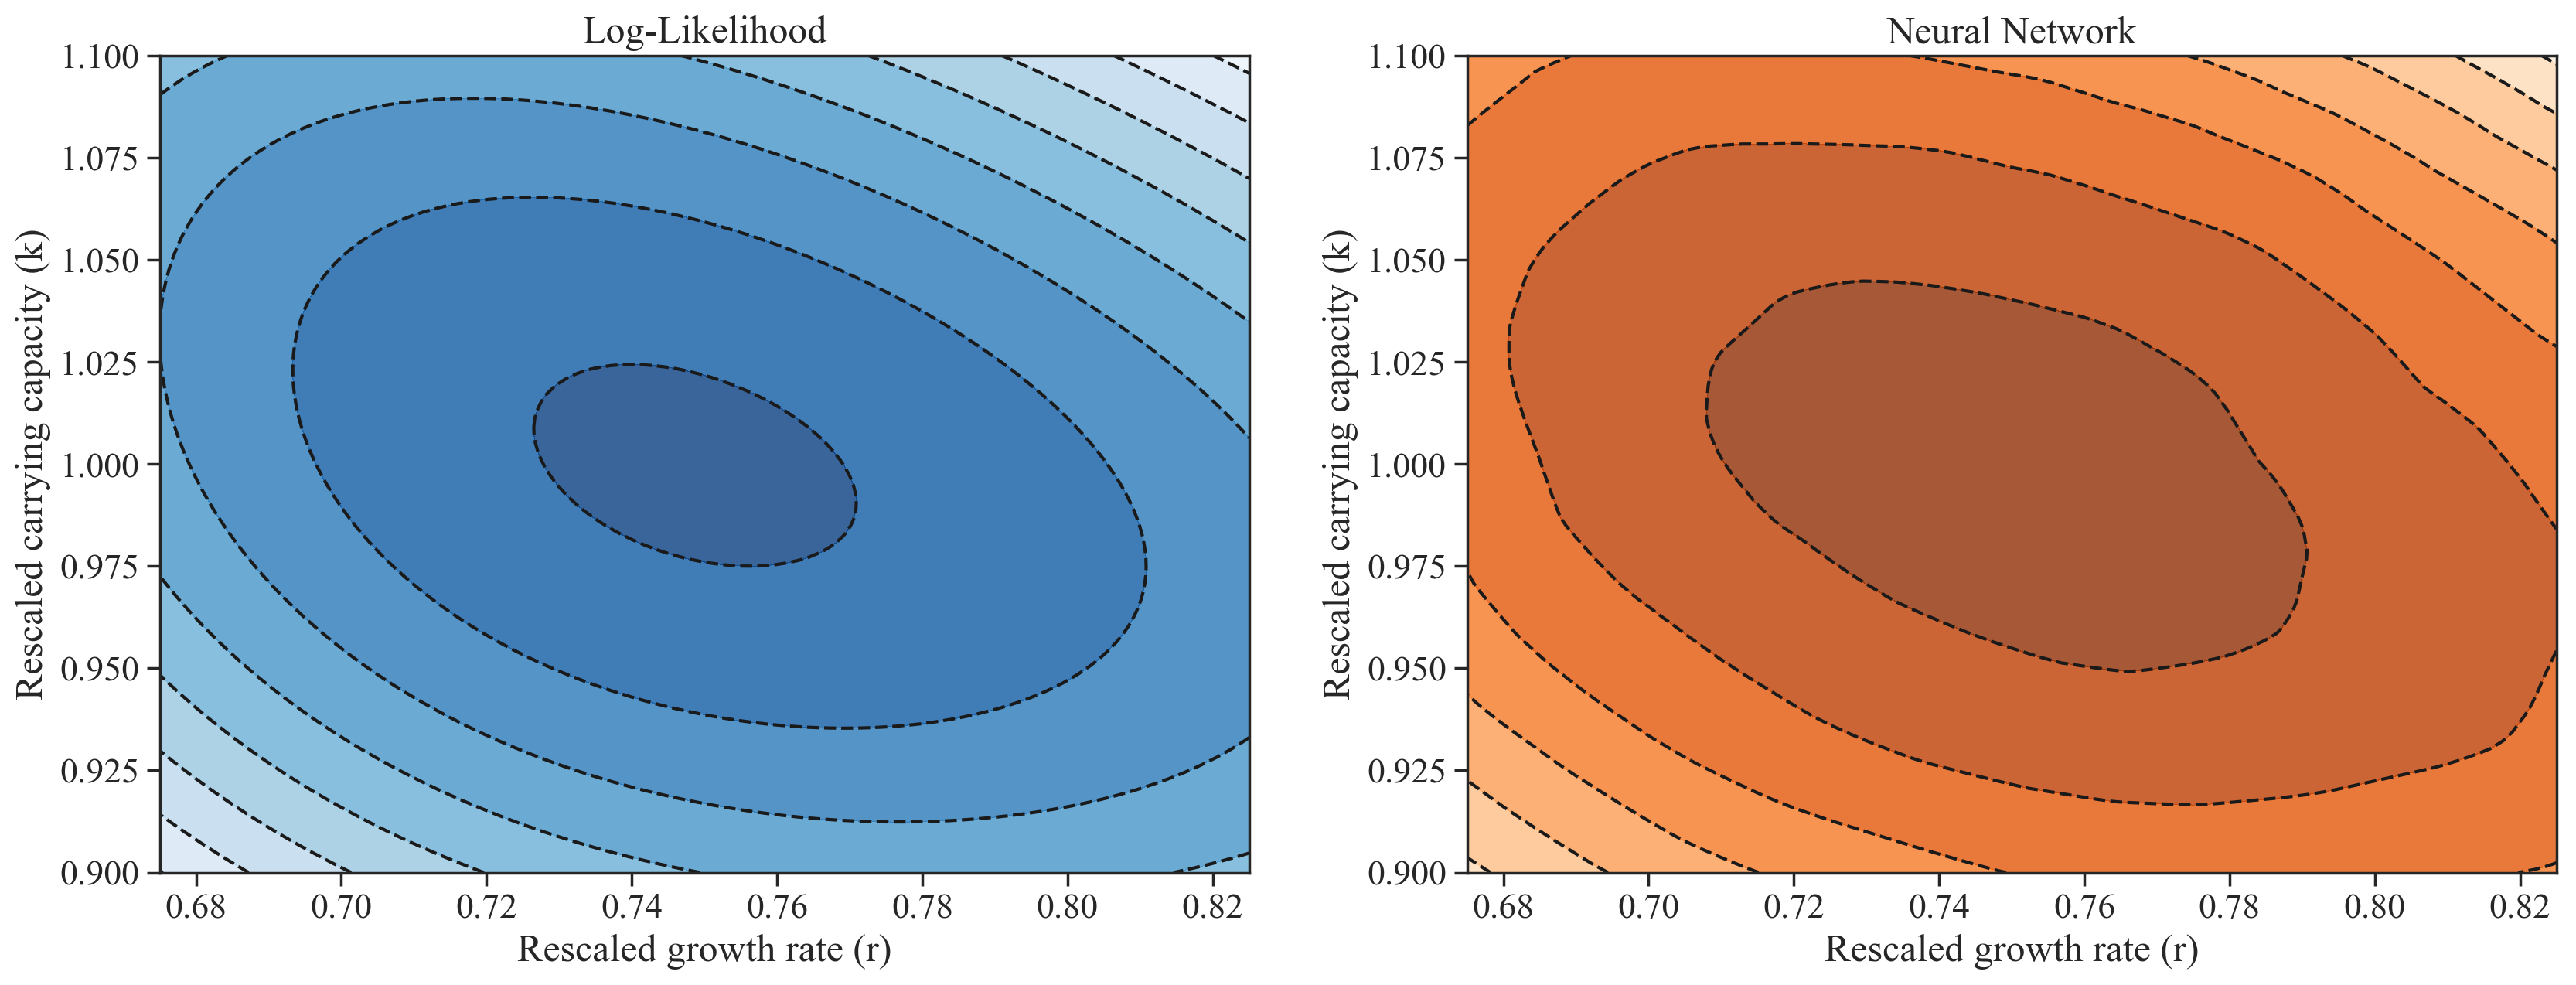 Log-Likelihood
Rescaled carrying capacity (k)
1.100
1.075
1.050
1.025
1.000
0.975
0.950
0.925
0.900
0.68 0.70 0.72 0.74 0.76 0.78 0.80 0.82
Rescaled growth rate (r)
Neural Network
Rescaled carrying capacity (k)
1.100
1.075
1.050
1.025
1.000
0.975
0.950
0.925
0.900
0.68 0.70 0.72 0.74 0.76 0.78 0.80 0.82
Rescaled growth rate (r)